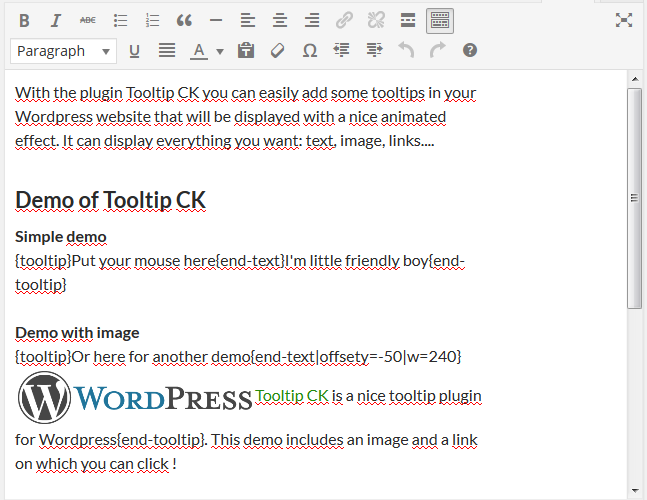 B I ABC
Paragraph U A Ω ?
With the plugin Tooltip CK you can easily add some tooltips in your
Wordpress website that will be displayed with a nice animated
effect. It can display everything you want: text, image, links....
Demo of Tooltip CK
Simple demo
{tooltip}Put your mouse here{end-text}I'm little friendly boy{end-
tooltip}
Demo with image
{tooltip}Or here for another demo{end-text|offsety=-50|w=240}
WORDPRESS Tooltip CK is a nice tooltip plugin
for Wordpress{end-tooltip}. This demo includes an image and a link
on which you can click !